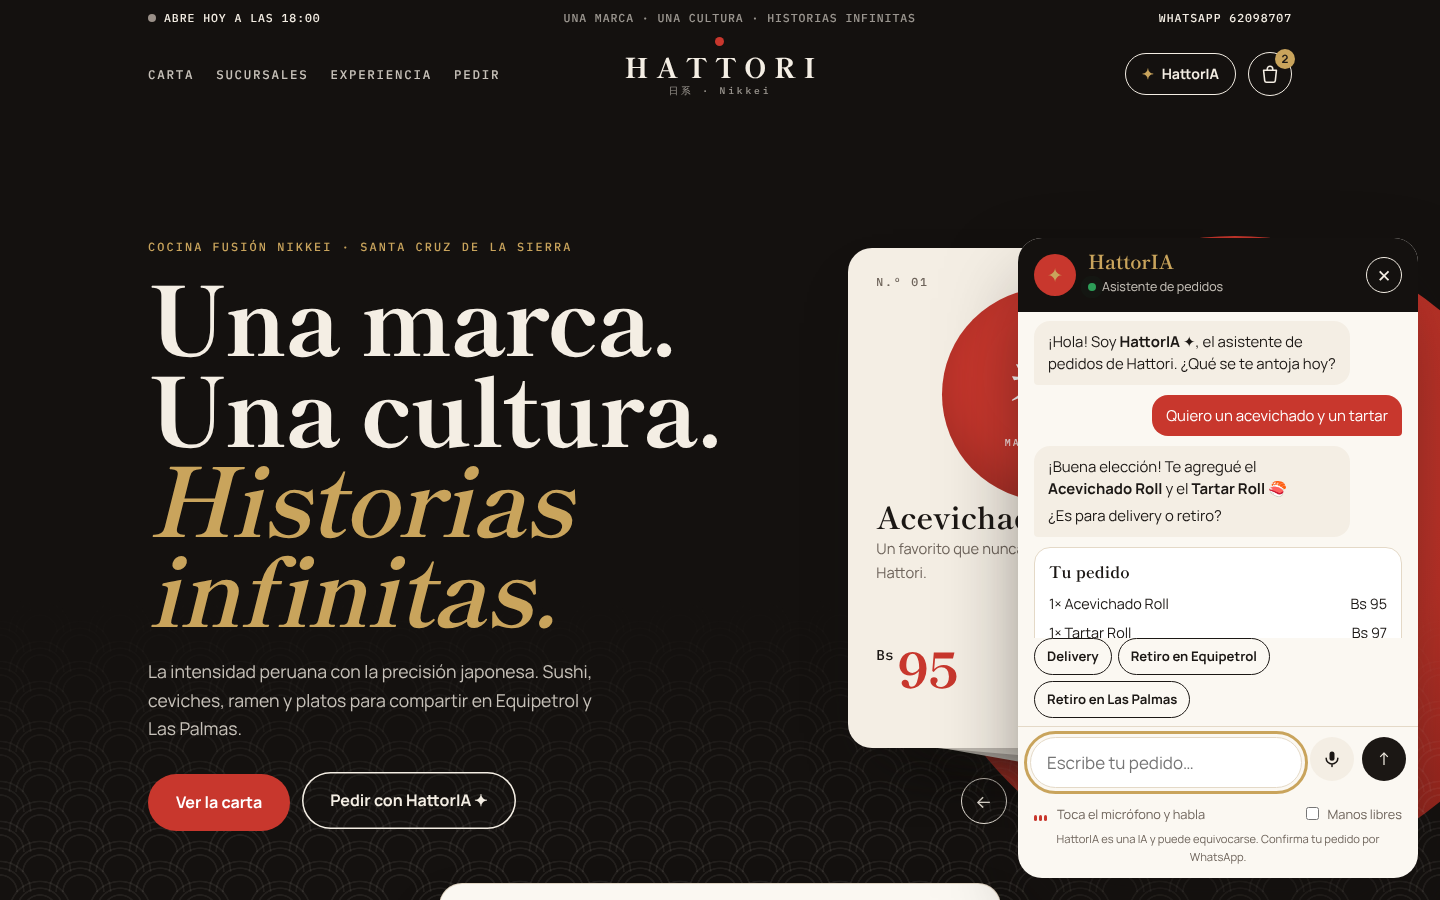 ABRE HOY A LAS 18:00
UNA MARCA · UNA CULTURA · HISTORIAS INFINITAS
WHATSAPP 62098707
CARTA SUCURSALES EXPERIENCIA PEDIR
HATTORI
日系 · Nikkei
✦ HattorIA
2
COCINA FUSIÓN NIKKEI · SANTA CRUZ DE LA SIERRA
Una marca.
Una cultura.
Historias
infinitas.
La intensidad peruana con la precisión japonesa. Sushi,
ceviches, ramen y platos para compartir en Equipetrol y
Las Palmas.
Ver la carta
Pedir con HattorIA ✦
N.º 01
Un favorito que nunca
Hattori.
Bs 95
←
✦
HattorIA
Asistente de pedidos
¡Hola! Soy HattorIA ✦, el asistente de
pedidos de Hattori. ¿Qué se te antoja hoy?
Quiero un acevichado y un tartar
¡Buena elección! Te agregué el
Acevichado Roll y el Tartar Roll 🍣
¿Es para delivery o retiro?
Tu pedido
1× Acevichado Roll Bs 95
1× Tartar Roll Bs 97
Delivery
Retiro en Equipetrol
Retiro en Las Palmas
Escribe tu pedido...
↑
Toca el micrófono y habla
Manos libres
HattorIA es una IA y puede equivocarse. Confirma tu pedido por
WhatsApp.